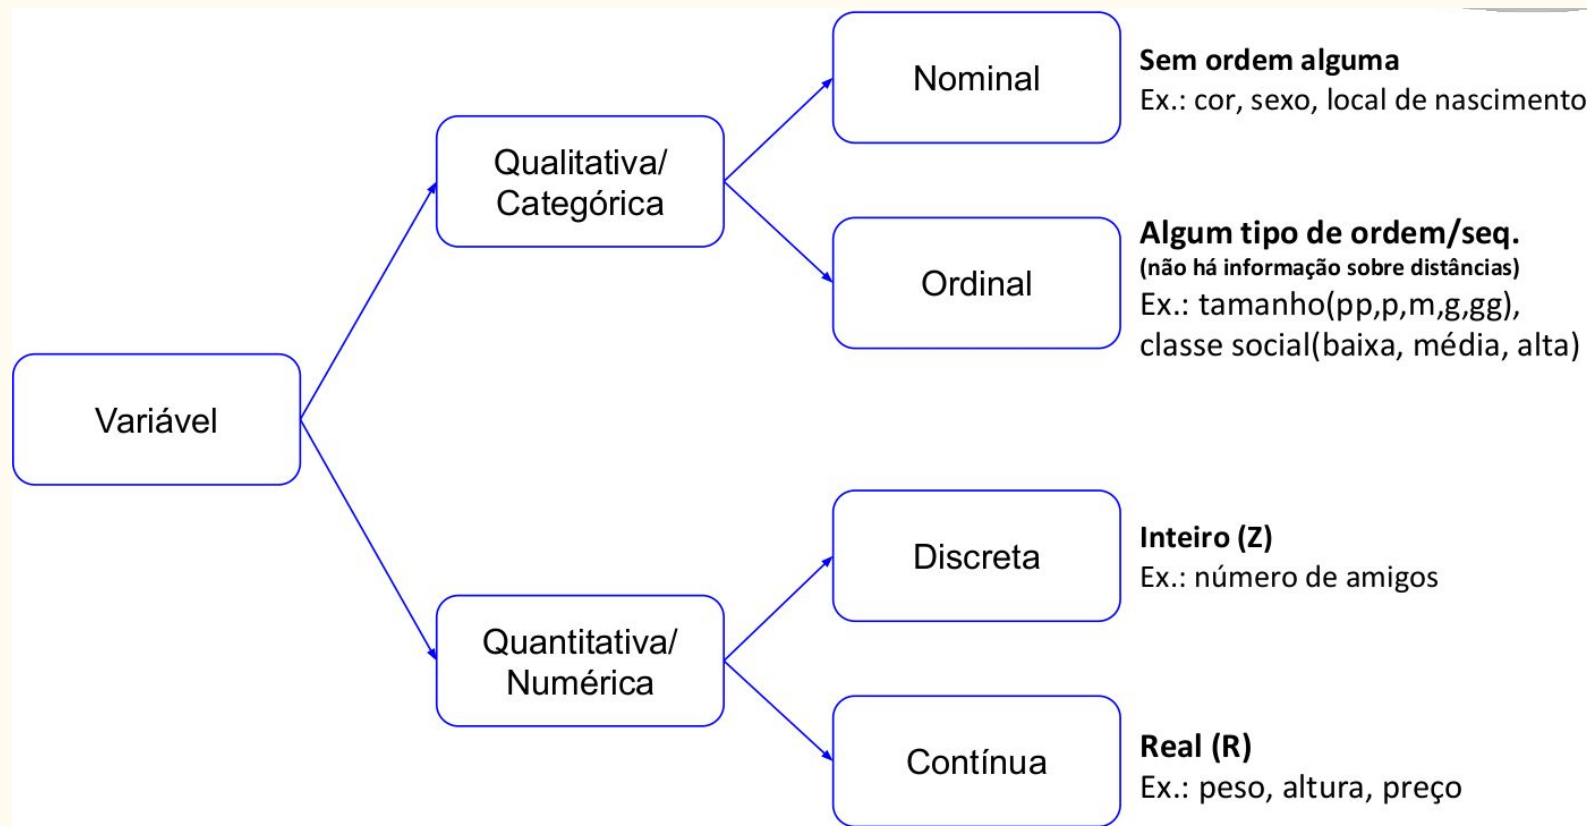 Variável
Qualitativa/
Categórica
Nominal
Sem ordem alguma
Ex.: cor, sexo, local de nascimento
Ordinal
Algum tipo de ordem/seq.
(não há informação sobre distâncias)
Ex.: tamanho(pp,p,m,g,gg),
classe social(baixa, média, alta)
Quantitativa/
Numérica
Discreta
Inteiro (Z)
Ex.: número de amigos
Contínua
Real (R)
Ex.: peso, altura, preço